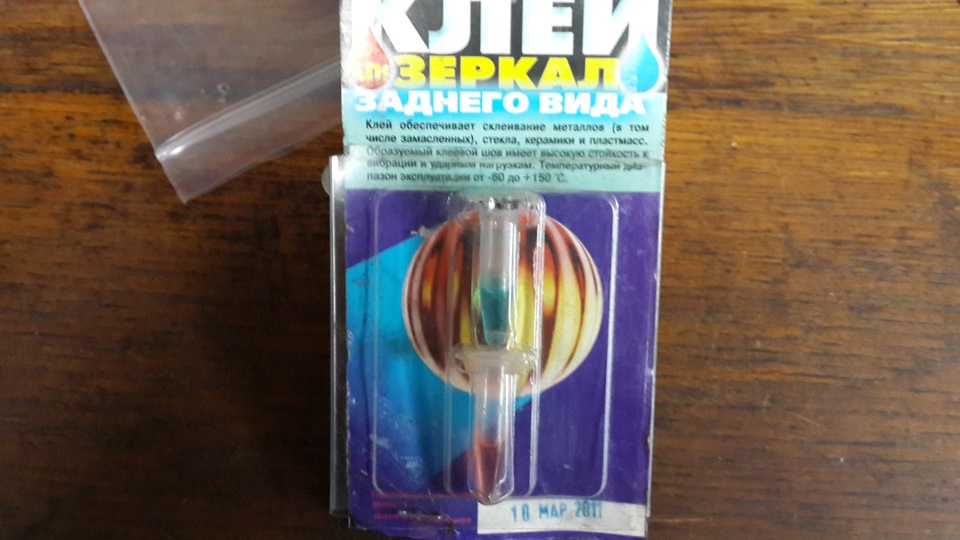 КЛЕЙ
для ЗЕРКАЛ
ЗАДНЕГО ВИДА
Клей обеспечивает склеивание металлов (в том
числе замасленных), стекла, керамики и пластмасс.
Образуемый клеевой шов имеет высокую стойкость к
вибрации и ударным нагрузкам. Температурный диа-
пазон эксплуатации от -60 до +150 °С.
10 МАР 2011